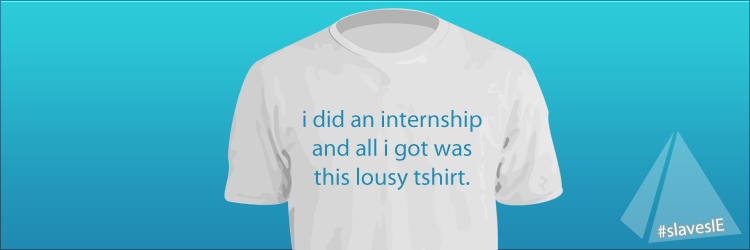 i did an internship
and all i got was
this lousy tshirt.
#slavesIE